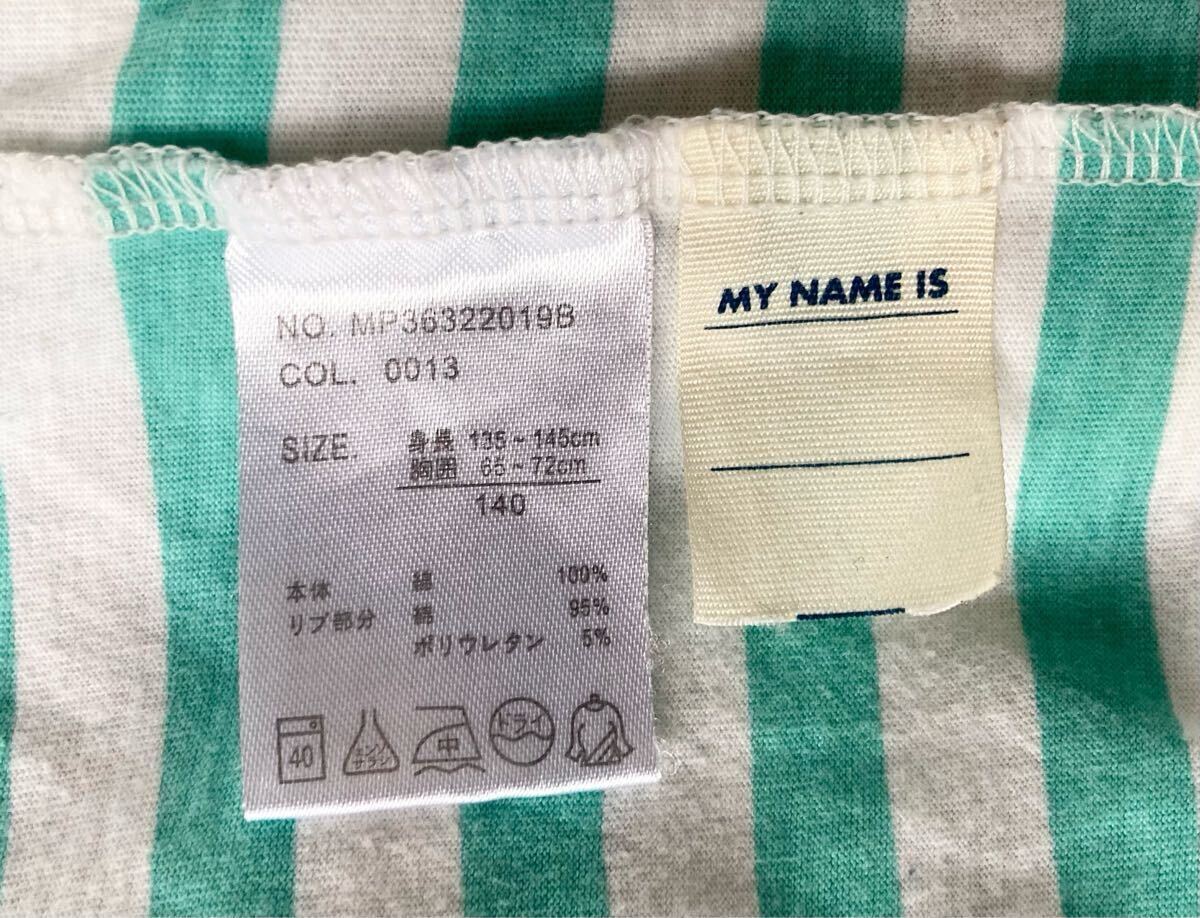 NO. MP36322019B
COL. 0013
SIZE. 身長 135~145cm
胸囲 65~72cm
140
本体 綿 100%
リブ部分 綿 95%
ポリウレタン 5%
40 エンソ サラシ 中 ドライ
MY NAME IS